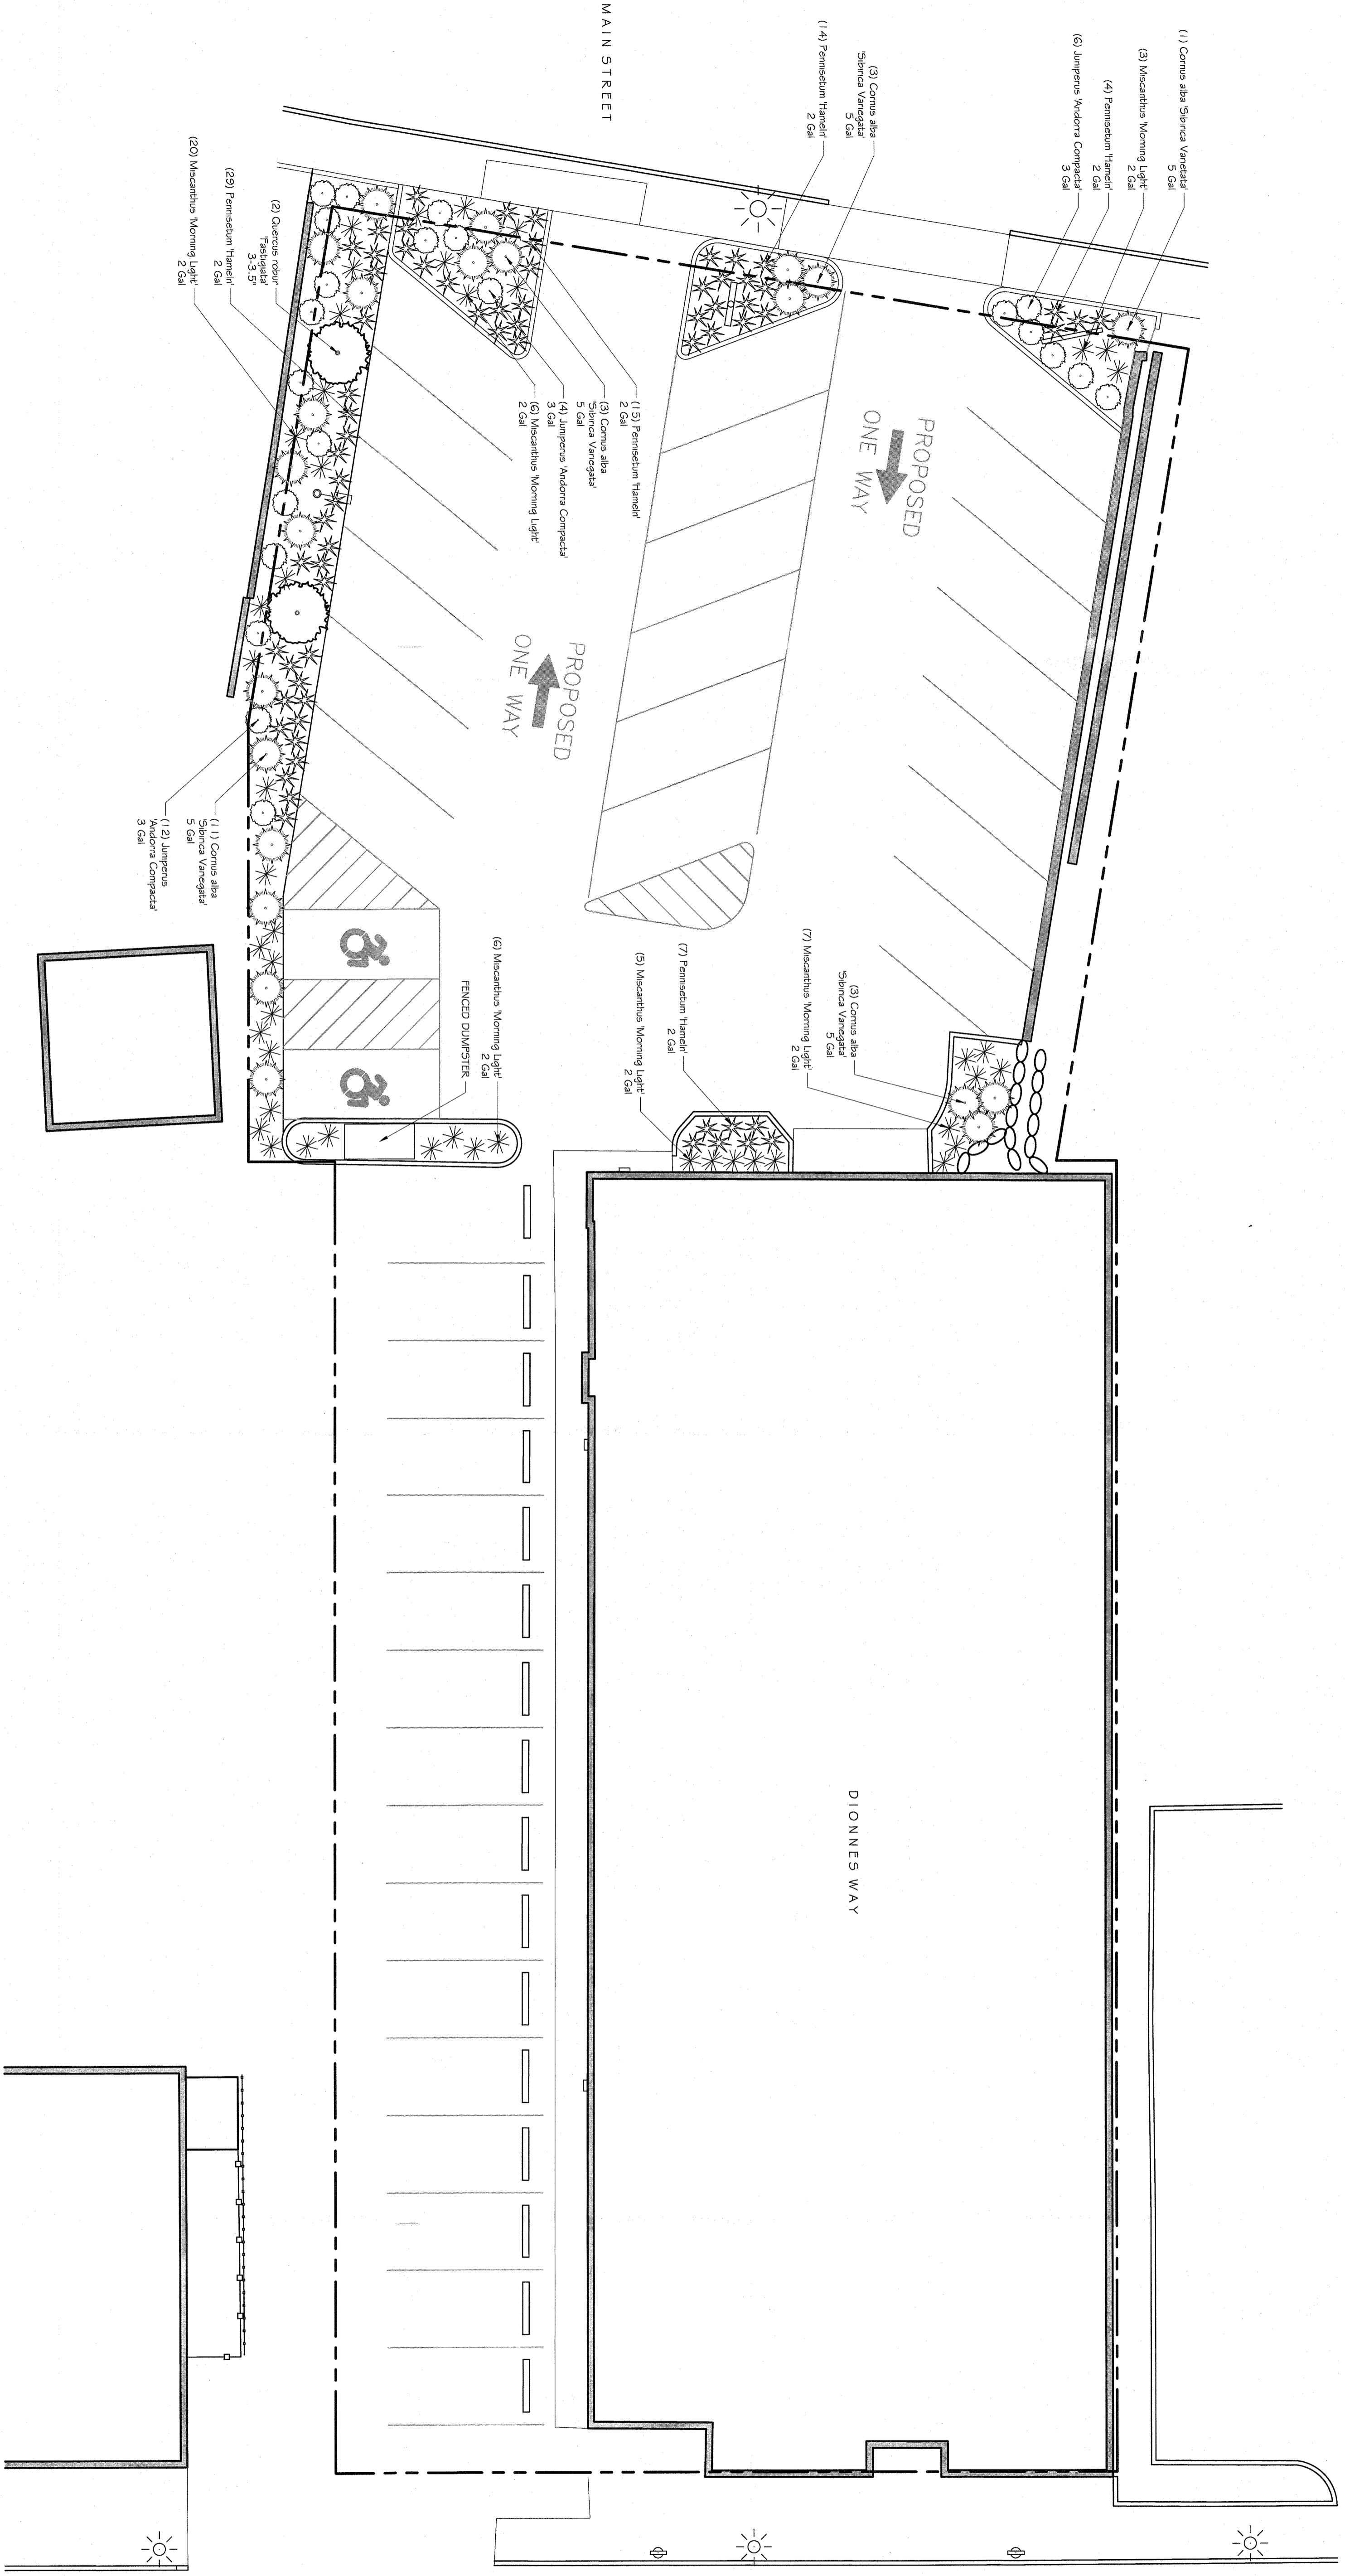 MAIN STREET
(1) Cornus alba 'Sibirica Varietata'
5 Gal
(3) Miscanthus 'Morning Light'
2 Gal
(4) Pennisetum 'Hameln'
2 Gal
(6) Juniperus 'Andorra Compacta'
3 Gal
(3) Cornus alba
'Sibirica Variegata'
5 Gal
(14) Pennisetum 'Hameln'
2 Gal
(2) Quercus robur
'Fastigata'
3-3.5"
(29) Pennisetum 'Hameln'
2 Gal
(20) Miscanthus 'Morning Light'
2 Gal
(15) Pennisetum 'Hameln'
2 Gal
(3) Cornus alba
'Sibirica Variegata'
5 Gal
(4) Juniperus 'Andorra Compacta'
3 Gal
(6) Miscanthus 'Morning Light'
2 Gal
PROPOSED
ONE WAY
PROPOSED
ONE WAY
(11) Cornus alba
'Sibirica Variegata'
5 Gal
(12) Juniperus
'Andorra Compacta'
3 Gal
(3) Cornus alba
'Sibirica Variegata'
5 Gal
(7) Miscanthus 'Morning Light'
2 Gal
(7) Pennisetum 'Hameln'
2 Gal
(5) Miscanthus 'Morning Light'
2 Gal
(6) Miscanthus 'Morning Light'
2 Gal
FENCED DUMPSTER
DIONNES WAY